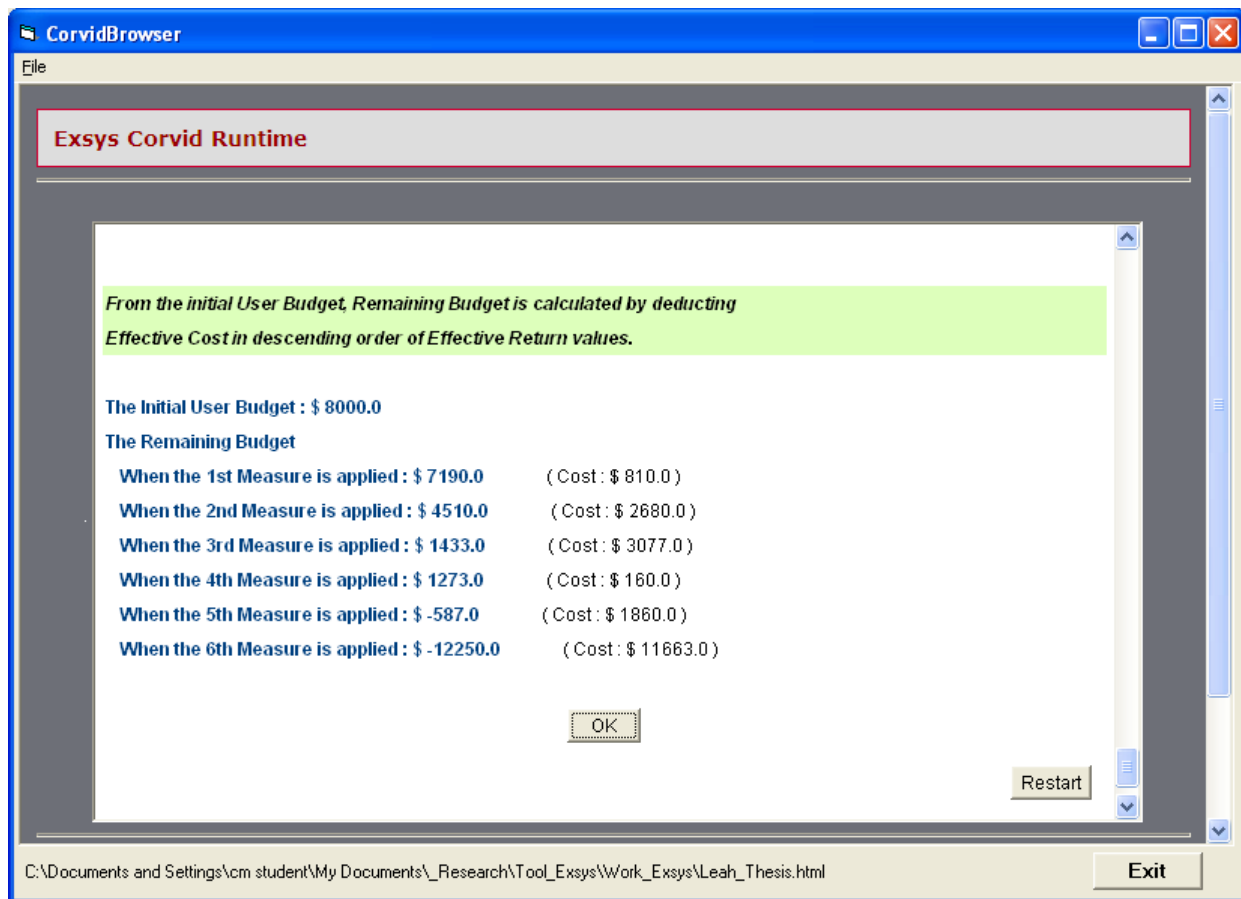 CorvidBrowser
File
Exsys Corvid Runtime
From the initial User Budget, Remaining Budget is calculated by deducting
Effective Cost in descending order of Effective Return values.
The Initial User Budget : $ 8000.0
The Remaining Budget
When the 1st Measure is applied : $ 7190.0 ( Cost : $ 810.0 )
When the 2nd Measure is applied : $ 4510.0 ( Cost : $ 2680.0 )
When the 3rd Measure is applied : $ 1433.0 ( Cost : $ 3077.0 )
When the 4th Measure is applied : $ 1273.0 ( Cost : $ 160.0 )
When the 5th Measure is applied : $ -587.0 ( Cost : $ 1860.0 )
When the 6th Measure is applied : $ -12250.0 ( Cost : $ 11663.0 )
OK
Restart
C:\Documents and Settings\cm student\My Documents\_Research\Tool_Exsys\Work_Exsys\Leah_Thesis.html
Exit